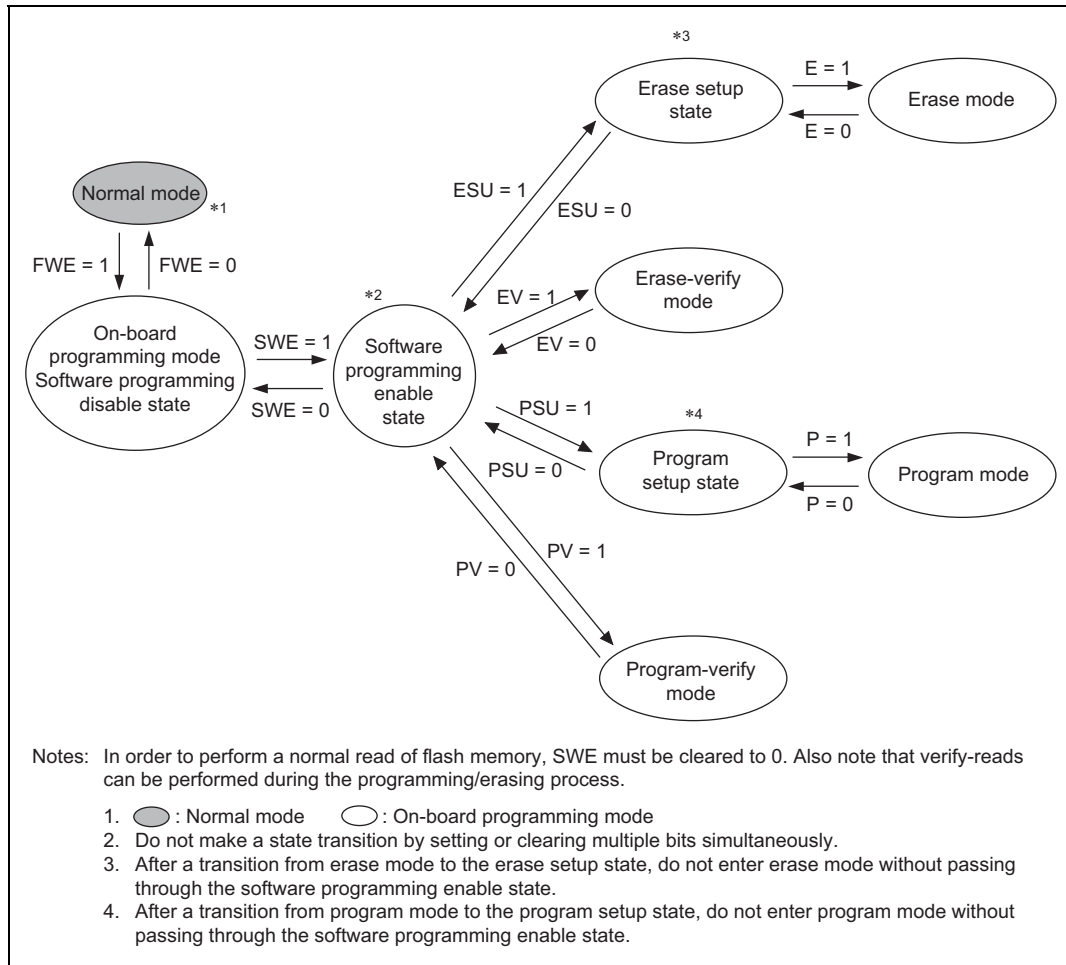 *3
Erase setup
state
E = 1
E = 0
Erase mode
Normal mode
*1
ESU = 1
ESU = 0
FWE = 1
FWE = 0
*2
Erase-verify
mode
EV = 1
EV = 0
On-board
programming mode
Software programming
disable state
SWE = 1
SWE = 0
Software
programming
enable
state
PSU = 1
PSU = 0
*4
Program
setup state
P = 1
P = 0
Program mode
PV = 1
PV = 0
Program-verify
mode
Notes: In order to perform a normal read of flash memory, SWE must be cleared to 0. Also note that verify-reads
can be performed during the programming/erasing process.
1. : Normal mode : On-board programming mode
2. Do not make a state transition by setting or clearing multiple bits simultaneously.
3. After a transition from erase mode to the erase setup state, do not enter erase mode without passing
through the software programming enable state.
4. After a transition from program mode to the program setup state, do not enter program mode without
passing through the software programming enable state.